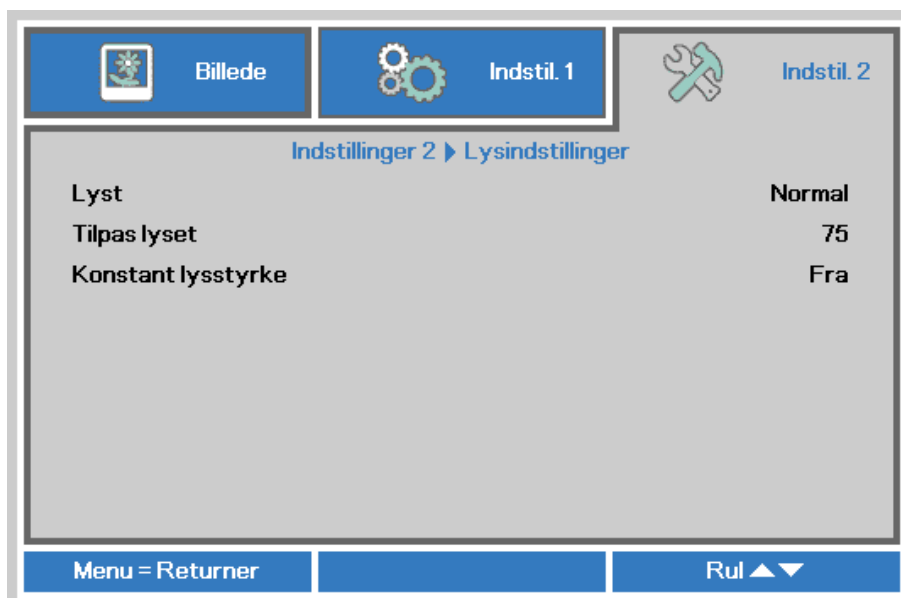 Billede
Indstil. 1
Indstil. 2
Indstillinger 2 ▶ Lysindstillinger
Lyst Normal
Tilpas lyset 75
Konstant lysstyrke Fra
Menu = Returner
Rul ▲▼